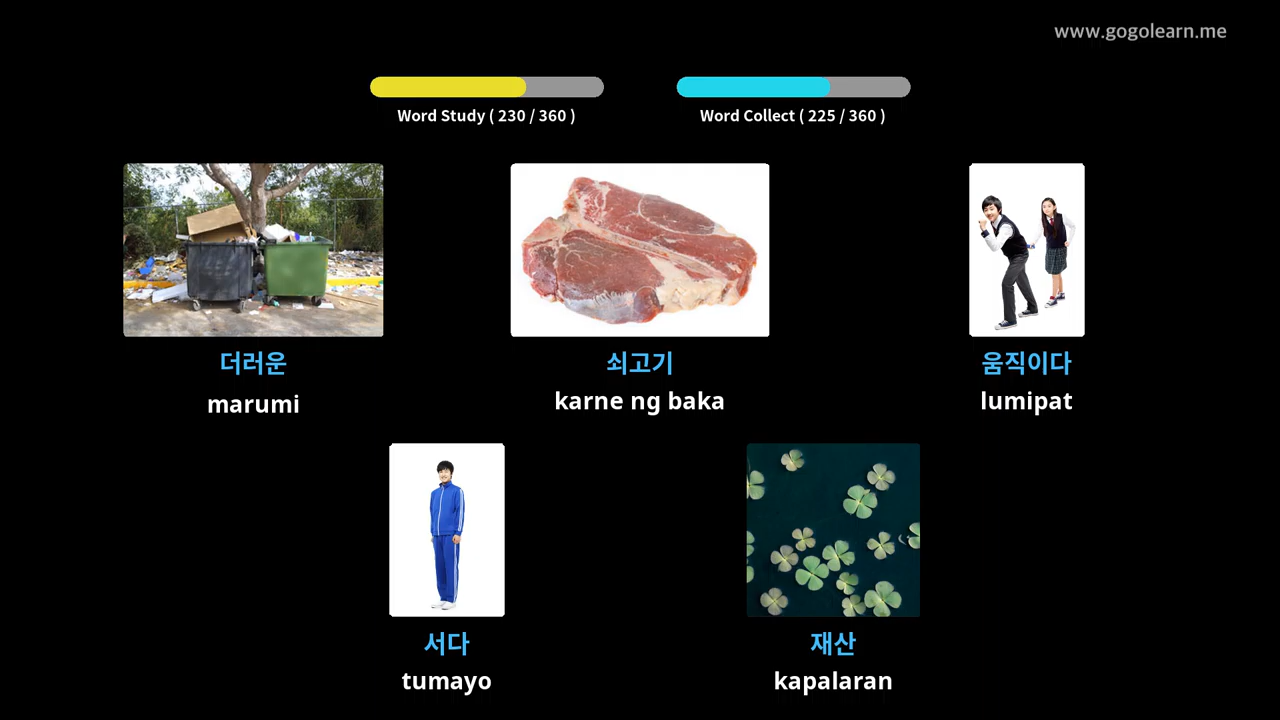 www.gogolearn.me
Word Study ( 230 / 360 )
Word Collect ( 225 / 360 )
더러운
marumi
쇠고기
karne ng baka
움직이다
lumipat
서다
tumayo
재산
kapalaran